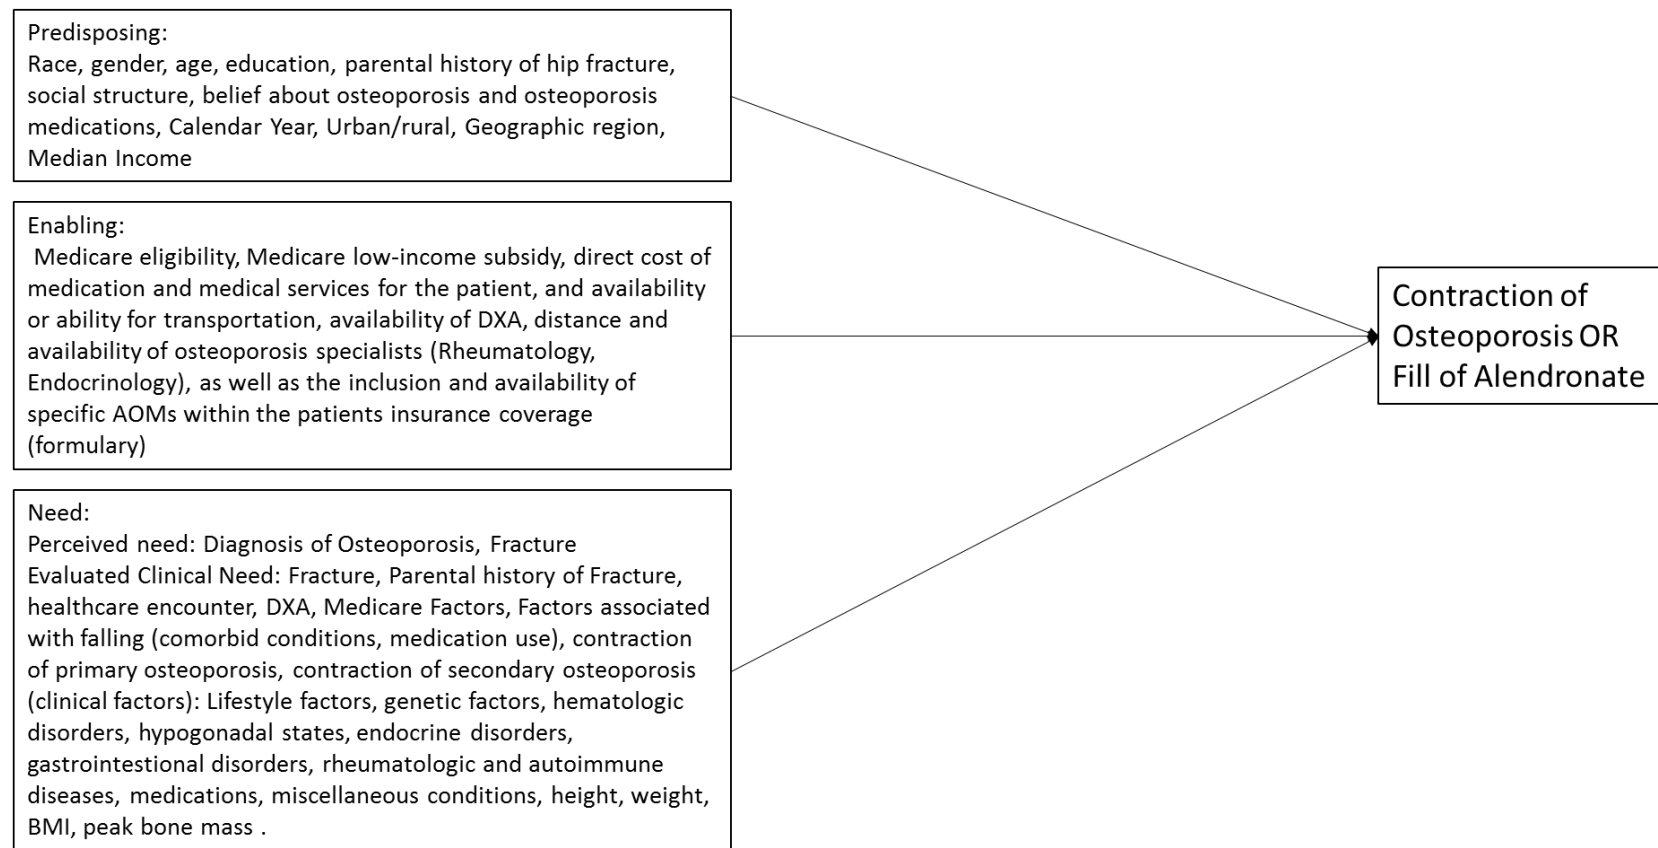 Predisposing:
Race, gender, age, education, parental history of hip fracture,
social structure, belief about osteoporosis and osteoporosis
medications, Calendar Year, Urban/rural, Geographic region,
Median Income
Enabling:
Medicare eligibility, Medicare low-income subsidy, direct cost of
medication and medical services for the patient, and availability
or ability for transportation, availability of DXA, distance and
availability of osteoporosis specialists (Rheumatology,
Endocrinology), as well as the inclusion and availability of
specific AOMs within the patients insurance coverage
(formulary)
Need:
Perceived need: Diagnosis of Osteoporosis, Fracture
Evaluated Clinical Need: Fracture, Parental history of Fracture,
healthcare encounter, DXA, Medicare Factors, Factors associated
with falling (comorbid conditions, medication use), contraction
of primary osteoporosis, contraction of secondary osteoporosis
(clinical factors): Lifestyle factors, genetic factors, hematologic
disorders, hypogonadal states, endocrine disorders,
gastrointestional disorders, rheumatologic and autoimmune
diseases, medications, miscellaneous conditions, height, weight,
BMI, peak bone mass .
Contraction of
Osteoporosis OR
Fill of Alendronate